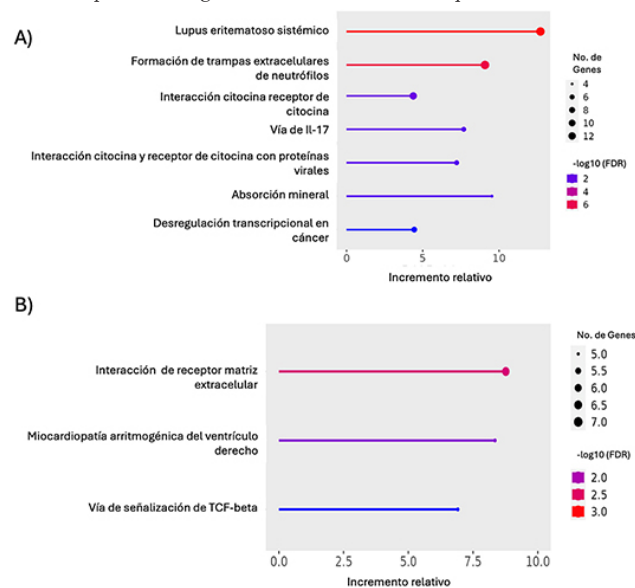 A)
Lupus eritematoso sistémico
Formación de trampas extracelulares
de neutrófilos
Interacción citocina receptor de
citocina
Vía de Il-17
Interacción citocina y receptor de citocina con proteínas
virales
Absorción mineral
Desregulación transcripcional en
cáncer
0 5 10
Incremento relativo
No. de
Genes
4
6
8
10
12
-log10 (FDR)
2
4
6
B)
Interacción de receptor matriz
extracelular
Miocardiopatía arritmogénica del ventrículo
derecho
Vía de señalización de TCF-beta
0.0 2.5 5.0 7.5 10.0
Incremento relativo
No. de Genes
5.0
5.5
6.0
6.5
7.0
-log10 (FDR)
2.0
2.5
3.0